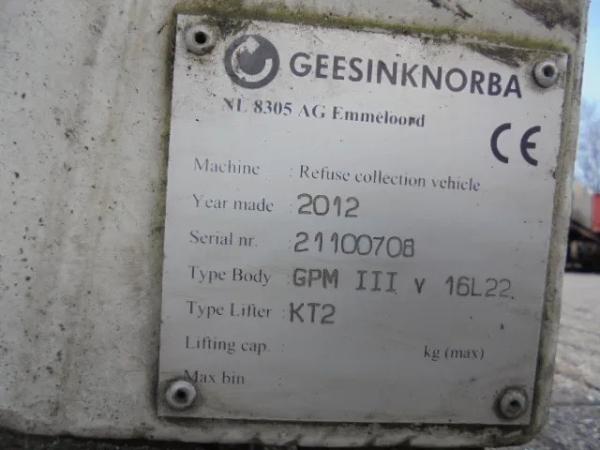 GEESINKNORBA
NL 8305 AG Emmeloord
CE
Machine : Refuse collection vehicle
Year made : 2012
Serial nr. : 21100708
Type Body : GPM III v 16L22
Type Lifter : KT2
Lifting cap. : kg (max)
Max bin :